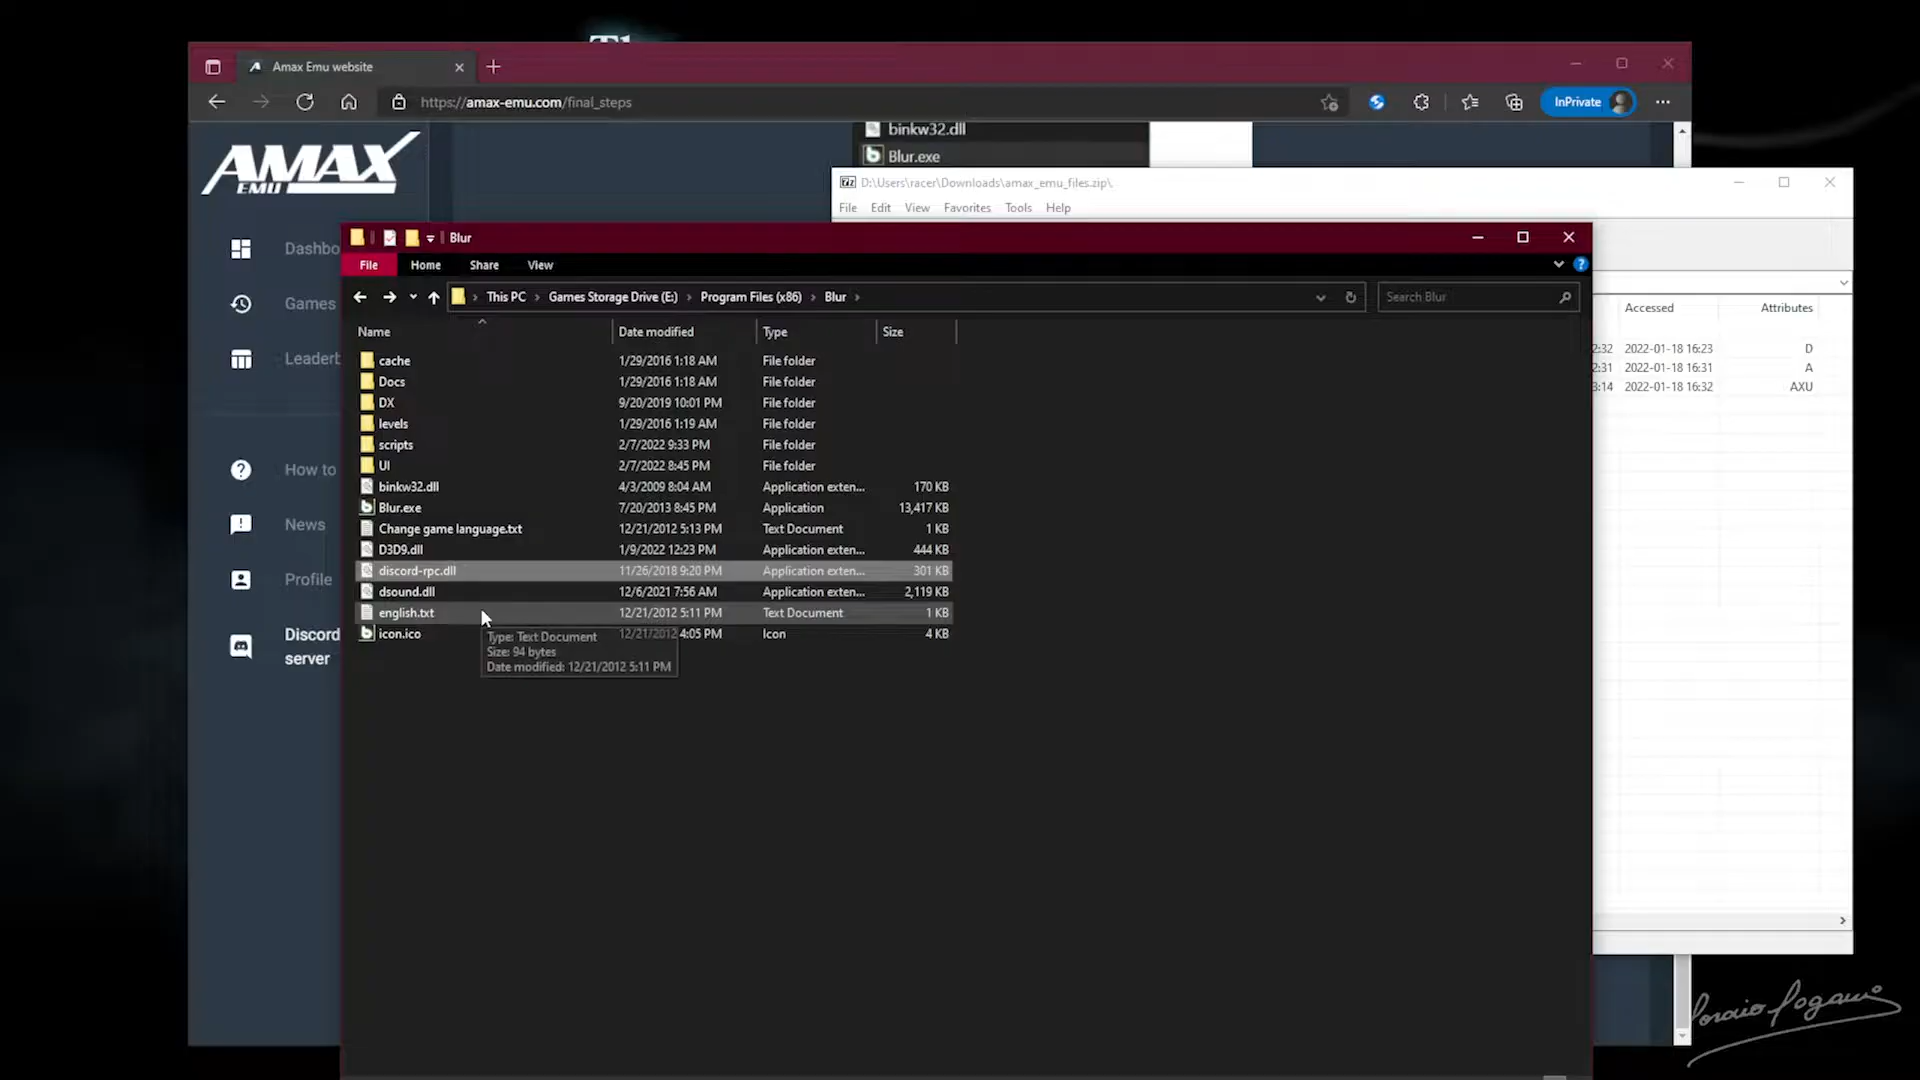 Amax Emu website
https://amax-emu.com/final_steps
InPrivate
AMAX
EMU
binkw32.dll
Blur.exe
D:\Users\racer\Downloads\amax_emu_files.zip\
File Edit View Favorites Tools Help
Dashbo
Games
Leaderb
How to
News
Profile
Discord
server
Blur
File Home Share View
This PC > Games Storage Drive (E:) > Program Files (x86) > Blur >
Search Blur
Accessed Attributes
2:32 2022-01-18 16:23 D
2:31 2022-01-18 16:31 A
3:14 2022-01-18 16:32 AXU
Name Date modified Type Size
cache 1/29/2016 1:18 AM File folder
Docs 1/29/2016 1:18 AM File folder
DX 9/20/2019 10:01 PM File folder
levels 1/29/2016 1:19 AM File folder
scripts 2/7/2022 9:33 PM File folder
UI 2/7/2022 8:45 PM File folder
binkw32.dll 4/3/2009 8:04 AM Application exten... 170 KB
Blur.exe 7/20/2013 8:45 PM Application 13,417 KB
Change game language.txt 12/21/2012 5:13 PM Text Document 1 KB
D3D9.dll 1/9/2022 12:23 PM Application exten... 444 KB
discord-rpc.dll 11/26/2018 9:20 PM Application exten... 301 KB
dsound.dll 12/6/2021 7:56 AM Application exten... 2,119 KB
english.txt 12/21/2012 5:11 PM Text Document 1 KB
icon.ico 12/21/2012 4:05 PM Icon 4 KB
Type: Text Document
Size: 94 bytes
Date modified: 12/21/2012 5:11 PM